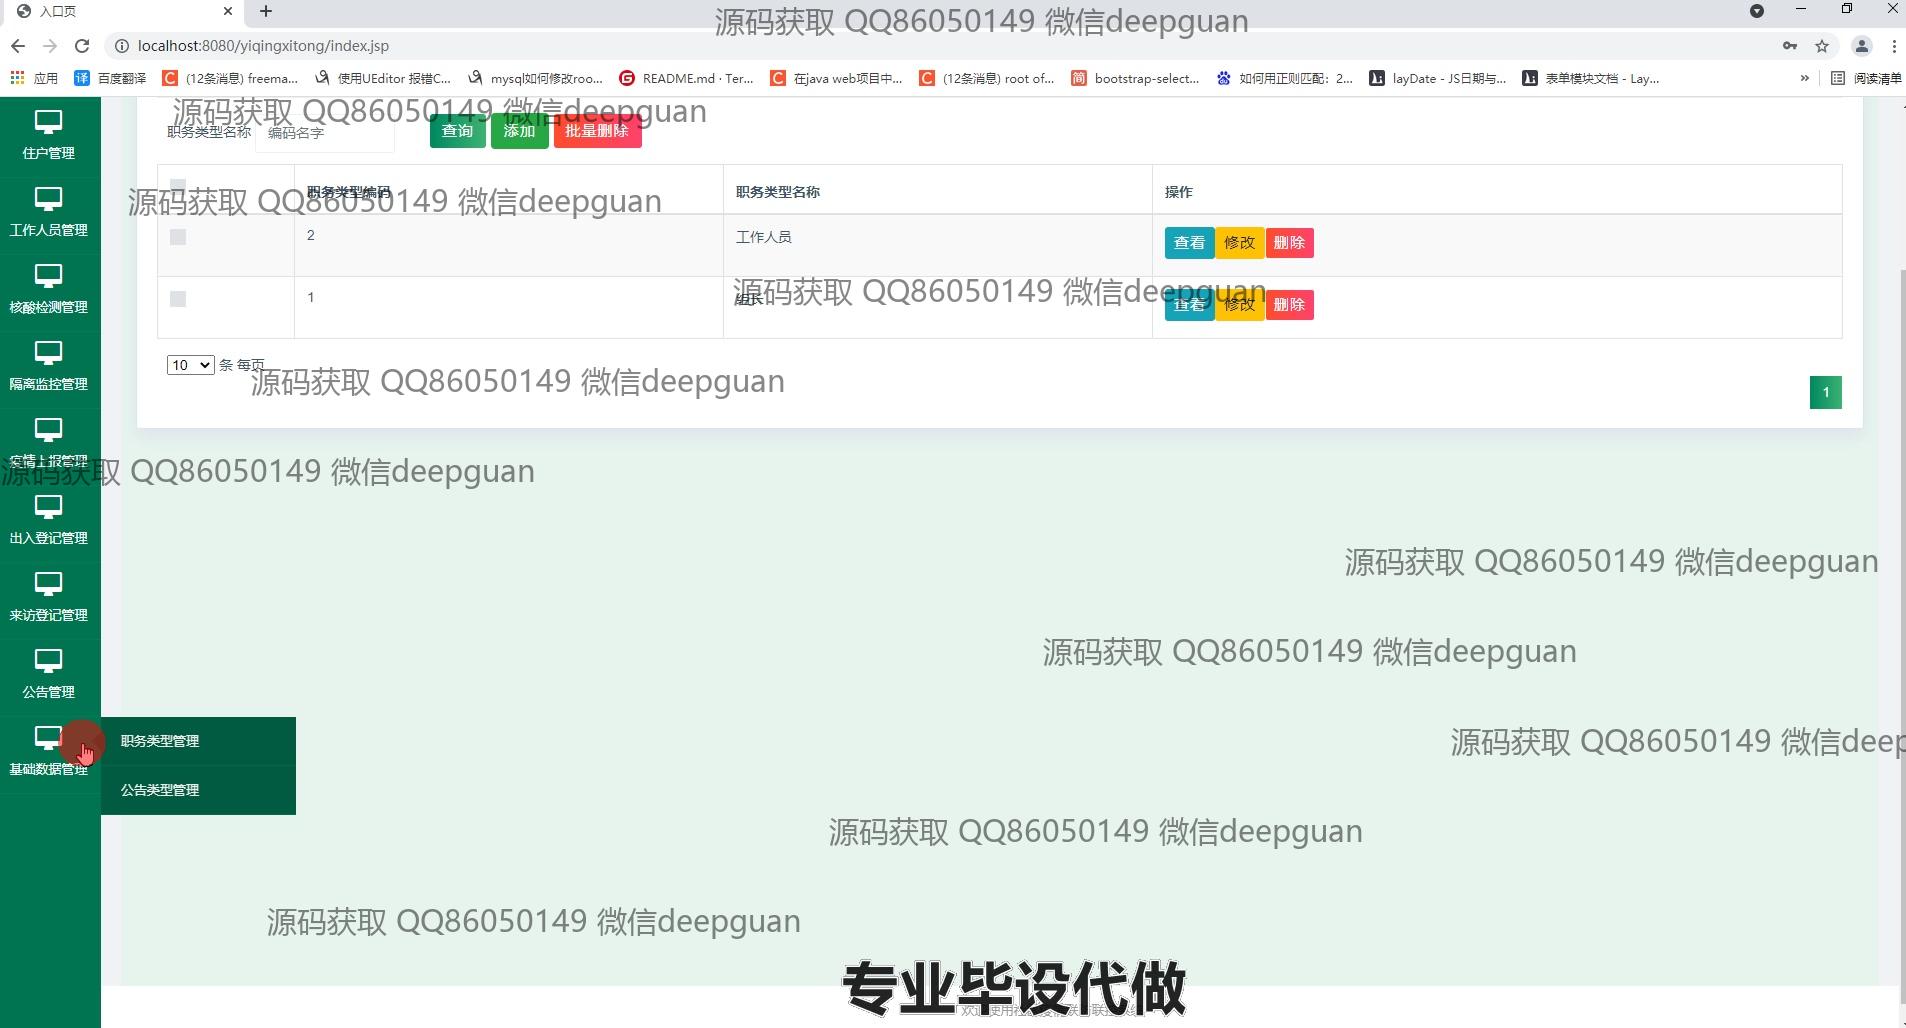 入口页
源码获取 QQ86050149 微信deepguan
localhost:8080/yiqingxitong/index.jsp
应用 百度翻译 (12条消息) freema... 使用UEditor 报错C... mysql如何修改roo... README.md · Ter... 在java web项目中... (12条消息) root of... bootstrap-select... 如何用正则匹配：2... layDate - JS日期与... 表单模块文档 - Lay... » 阅读清单
源码获取 QQ86050149 微信deepguan
职务类型名称 编码名字 查询 添加 批量删除
住户管理
职务类型编码 职务类型名称 操作
源码获取 QQ86050149 微信deepguan
工作人员管理
2 工作人员 查看 修改 删除
源码获取 QQ86050149 微信deepguan
核酸检测管理
1 查看 修改 删除
10 条 每页
源码获取 QQ86050149 微信deepguan
隔离监控管理
1
疫情上报管理
源码获取 QQ86050149 微信deepguan
出入登记管理
源码获取 QQ86050149 微信deepguan
来访登记管理
源码获取 QQ86050149 微信deepguan
公告管理
职务类型管理
源码获取 QQ86050149 微信deep
基础数据管理
公告类型管理
源码获取 QQ86050149 微信deepguan
源码获取 QQ86050149 微信deepguan
专业毕设代做